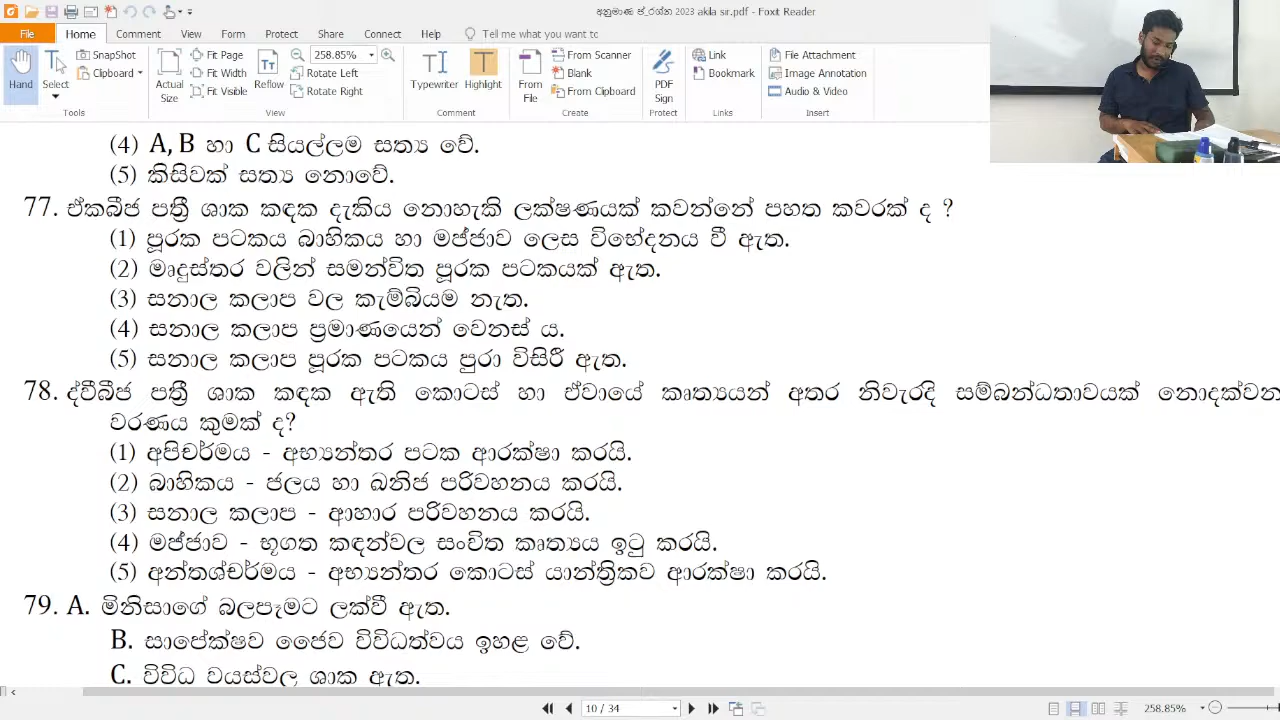 අනුමාණ ප්‍රශ්න 2023 akila sir.pdf - Foxit Reader
File Home Comment View Form Protect Share Connect Help Tell me what you want to
SnapShot Fit Page 258.85% From Scanner Link File Attachment
Clipboard Fit Width Rotate Left Blank Bookmark Image Annotation
Hand Select Actual Size Fit Visible Reflow Rotate Right Typewriter Highlight From File From Clipboard PDF Sign Audio & Video
Tools View Comment Create Protect Links Insert
(4) A, B හා C සියල්ලම සත්‍ය වේ.
(5) කිසිවක් සත්‍ය නොවේ.
77. ඒකබීජ පත්‍රී ශාක කඳක දැකිය නොහැකි ලක්ෂණයක් කවන්නේ පහත කවරක් ද ?
(1) පූරක පටකය බාහිකය හා මජ්ජාව ලෙස විභේදනය වී ඇත.
(2) මෘදුස්තර වලින් සමන්විත පූරක පටකයක් ඇත.
(3) සනාල කලාප වල කැම්බියම නැත.
(4) සනාල කලාප ප්‍රමාණයෙන් වෙනස් ය.
(5) සනාල කලාප පූරක පටකය පුරා විසිරී ඇත.
78. ද්වීබීජ පත්‍රී ශාක කඳක ඇති කොටස් හා ඒවායේ කෘත්‍යයන් අතර නිවැරදි සම්බන්ධතාවයක් නොදක්වන
වරණය කුමක් ද?
(1) අපිචර්මය - අභ්‍යන්තර පටක ආරක්ෂා කරයි.
(2) බාහිකය - ජලය හා ඛනිජ පරිවහනය කරයි.
(3) සනාල කලාප - ආහාර පරිවහනය කරයි.
(4) මජ්ජාව - භූගත කඳන්වල සංචිත කෘත්‍යය ඉටු කරයි.
(5) අන්තශ්චර්මය - අභ්‍යන්තර කොටස් යාන්ත්‍රිකව ආරක්ෂා කරයි.
79. A. මිනිසාගේ බලපෑමට ලක්වී ඇත.
B. සාපේක්ෂව ජෛව විවිධත්වය ඉහළ වේ.
C. විවිධ වයස්වල ශාක ඇත.
10 / 34 258.85%